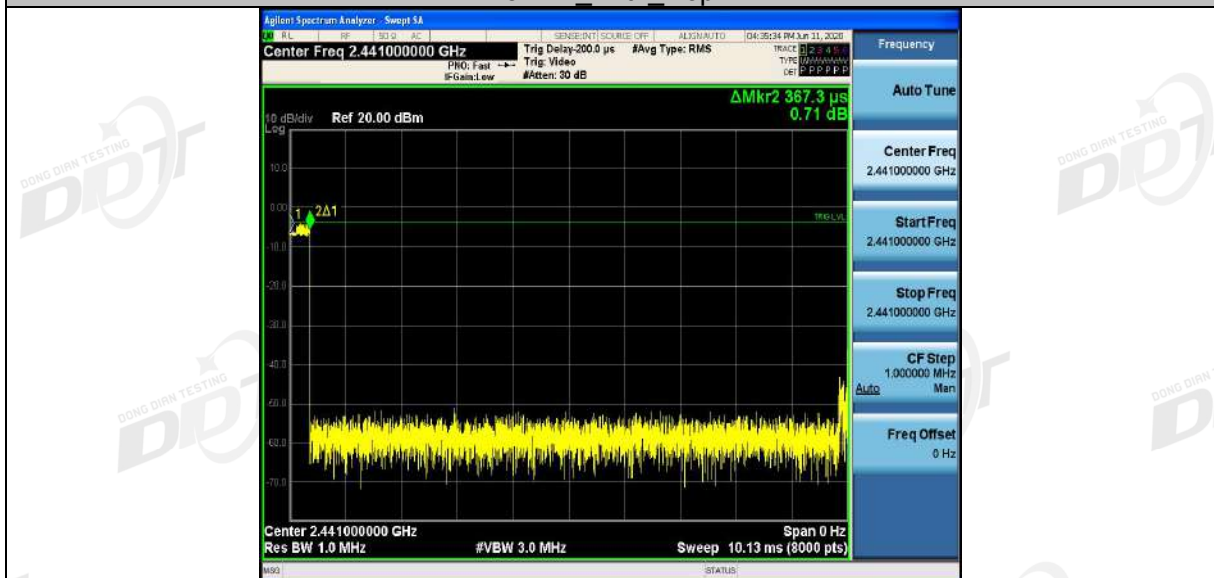 Agilent Spectrum Analyzer - Swept SA
RL RF 50 Ω AC SENSE:INT SOURCE OFF ALIGNAUTO 04:35:34 PM Jun 11, 2020
Center Freq 2.441000000 GHz
PNO: Fast
IFGain:Low
Trig Delay-200.0 µs
Trig: Video
#Atten: 30 dB
#Avg Type: RMS
TRACE 1 2 3 4 5 6
TYPE
DET P P P P P P
ΔMkr2 367.3 µs
0.71 dB
10 dB/div
Log
Ref 20.00 dBm
10.0
0.00
-10.0
-20.0
-30.0
-40.0
-50.0
-60.0
-70.0
1
2Δ1
TRIG LVL
Center 2.441000000 GHz
Span 0 Hz
Res BW 1.0 MHz
#VBW 3.0 MHz
Sweep 10.13 ms (8000 pts)
MSG
STATUS
Frequency
Auto Tune
Center Freq
2.441000000 GHz
Start Freq
2.441000000 GHz
Stop Freq
2.441000000 GHz
CF Step
1.000000 MHz
Auto Man
Freq Offset
0 Hz
DONG DIAN TESTING
DDT
DONG DIAN TESTING
DONG DIAN TESTING
DONG DIAN